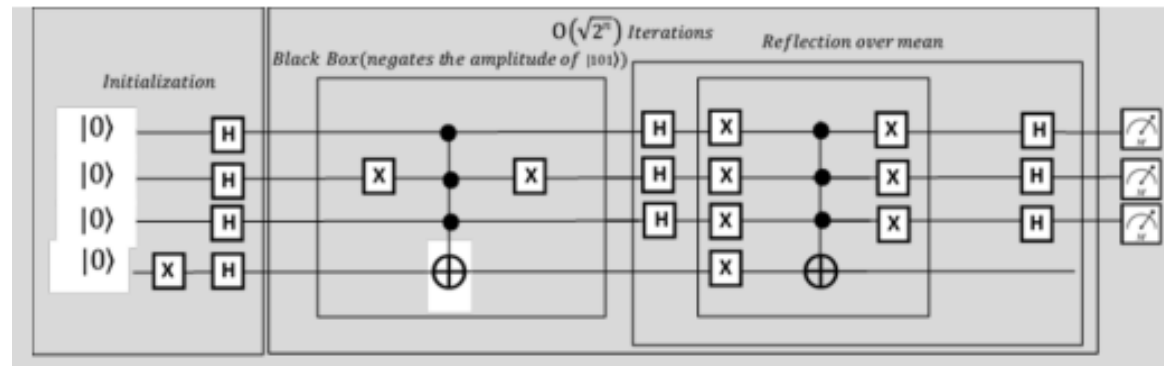 O(√2ⁿ) Iterations
Reflection over mean
Black Box(negates the amplitude of |101⟩)
Initialization
|0⟩ H H X X H
|0⟩ H X X H X X H
|0⟩ H H X X H
|0⟩ X H X